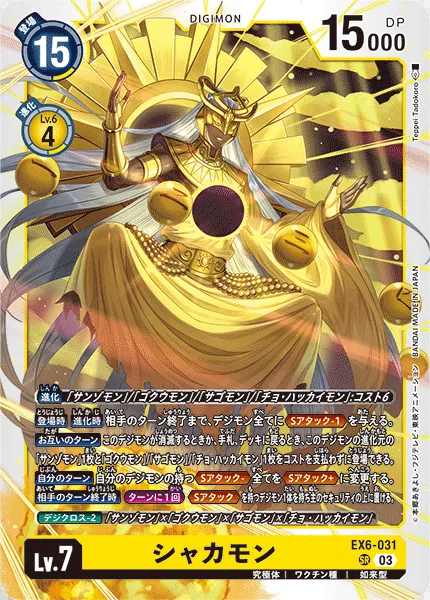 登場
15
DIGIMON
15000
DP
進化
Lv.6
4
Teppei Tadokoro
進化 「サンゾモン」/「ゴクウモン」/「サゴモン」/「チョ・ハッカイモン」:コスト6
登場時 進化時 相手のターン終了まで、デジモン全てに Sアタック-1 を与える。
お互いのターン このデジモンが消滅するときか、手札、デッキに戻るとき、このデジモンの進化元の
「サンゾモン」1枚と「ゴクウモン」/「サゴモン」/「チョ・ハッカイモン」1枚をコストを支払わずに登場できる。
自分のターン 自分のデジモンの持つ Sアタック- 全てを Sアタック+ に変更する。
相手のターン終了時 ターンに1回 Sアタック- を持つデジモン1体を持ち主のセキュリティの上に置ける。
デジクロス-2 「サンゾモン」×「ゴクウモン」×「サゴモン」×「チョ・ハッカイモン」
©本郷あきよし・フジテレビ・東映アニメーション BANDAI MADE IN JAPAN
Lv.7
シャカモン
EX6-031
SR 03
究極体 ワクチン種 如来型